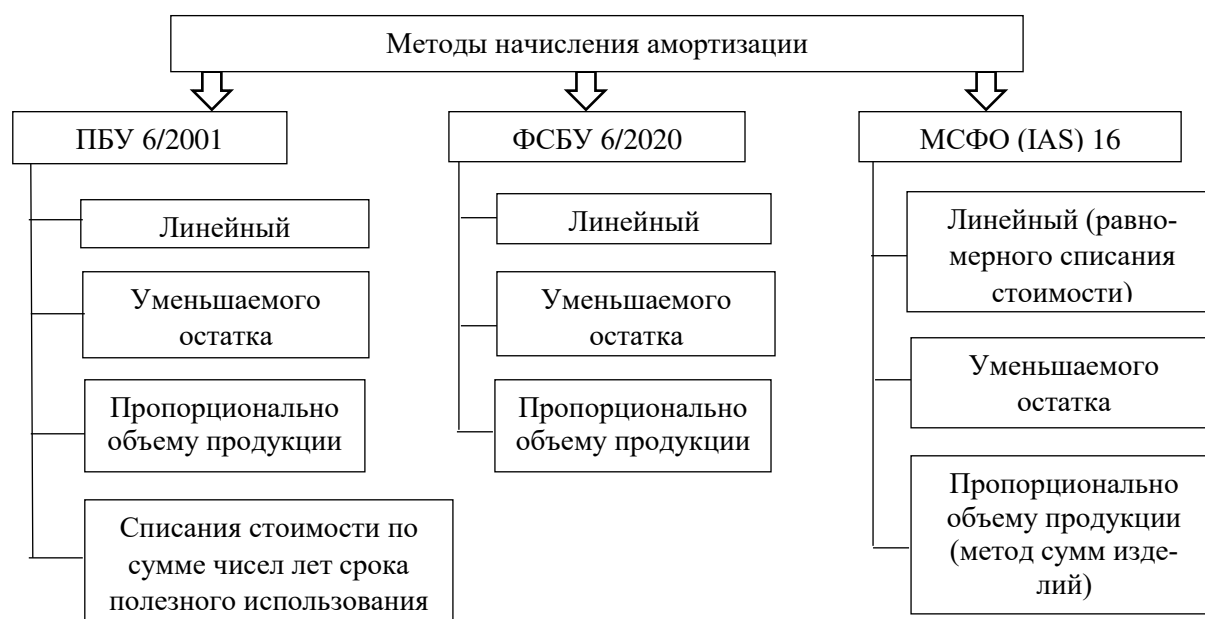 Методы начисления амортизации
ПБУ 6/2001
ФСБУ 6/2020
МСФО (IAS) 16
Линейный
Уменьшаемого
остатка
Пропорционально
объему продукции
Списания стоимости по
сумме чисел лет срока
полезного использования
Линейный
Уменьшаемого
остатка
Пропорционально
объему продукции
Линейный (равно-
мерного списания
стоимости)
Уменьшаемого
остатка
Пропорционально
объему продукции
(метод сумм изде-
лий)